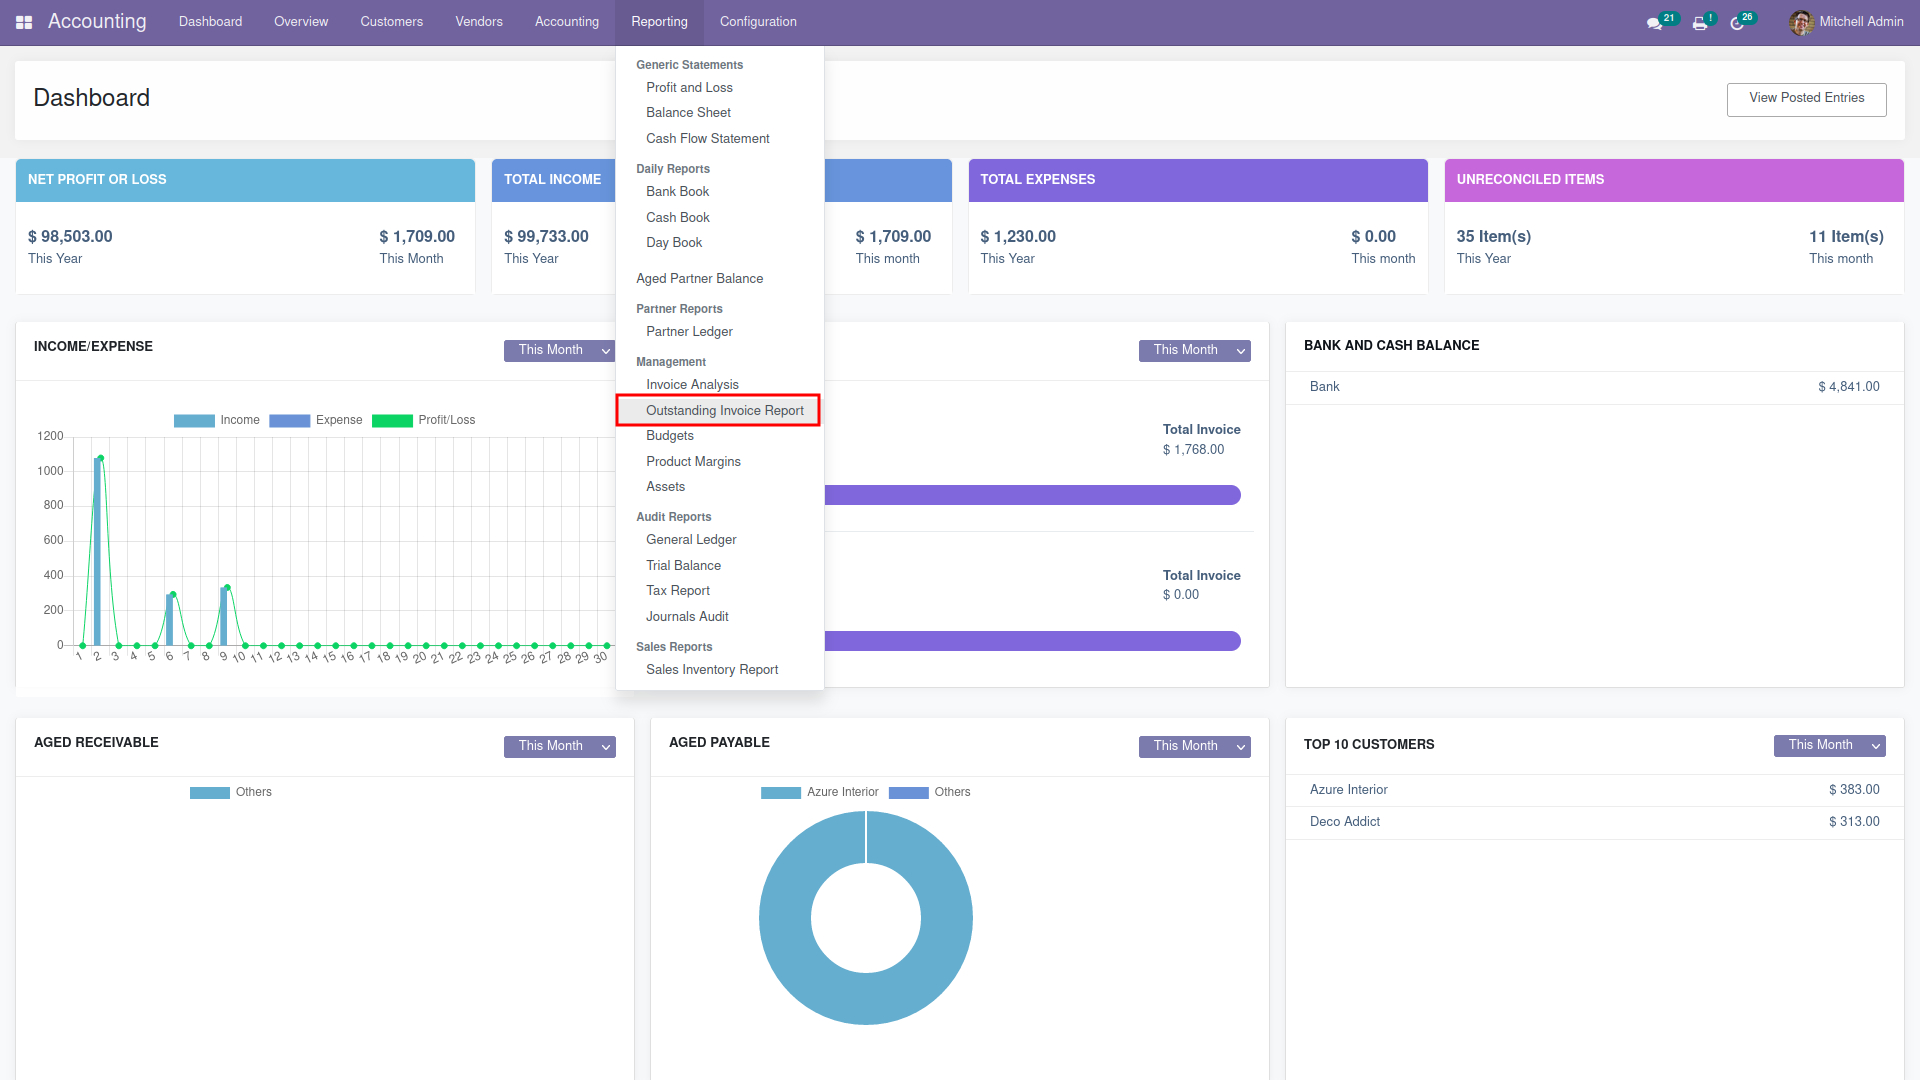 Accounting Dashboard Overview Customers Vendors Accounting Reporting Configuration 21 ! 26 Mitchell Admin
Dashboard
View Posted Entries
Generic Statements
Profit and Loss
Balance Sheet
Cash Flow Statement
Daily Reports
Bank Book
Cash Book
Day Book
Aged Partner Balance
Partner Reports
Partner Ledger
Management
Invoice Analysis
Outstanding Invoice Report
Budgets
Product Margins
Assets
Audit Reports
General Ledger
Trial Balance
Tax Report
Journals Audit
Sales Reports
Sales Inventory Report
NET PROFIT OR LOSS
$ 98,503.00 $ 1,709.00
This Year This Month
TOTAL INCOME
$ 99,733.00 $ 1,709.00
This Year This month
TOTAL EXPENSES
$ 1,230.00 $ 0.00
This Year This month
UNRECONCILED ITEMS
35 Item(s) 11 Item(s)
This Year This month
INCOME/EXPENSE This Month
Income Expense Profit/Loss
1200
1000
800
600
400
200
0
1 2 3 4 5 6 7 8 9 10 11 12 13 14 15 16 17 18 19 20 21 22 23 24 25 26 27 28 29 30
This Month
Total Invoice
$ 1,768.00
Total Invoice
$ 0.00
BANK AND CASH BALANCE
Bank $ 4,841.00
AGED RECEIVABLE This Month
Others
AGED PAYABLE This Month
Azure Interior Others
TOP 10 CUSTOMERS This Month
Azure Interior $ 383.00
Deco Addict $ 313.00